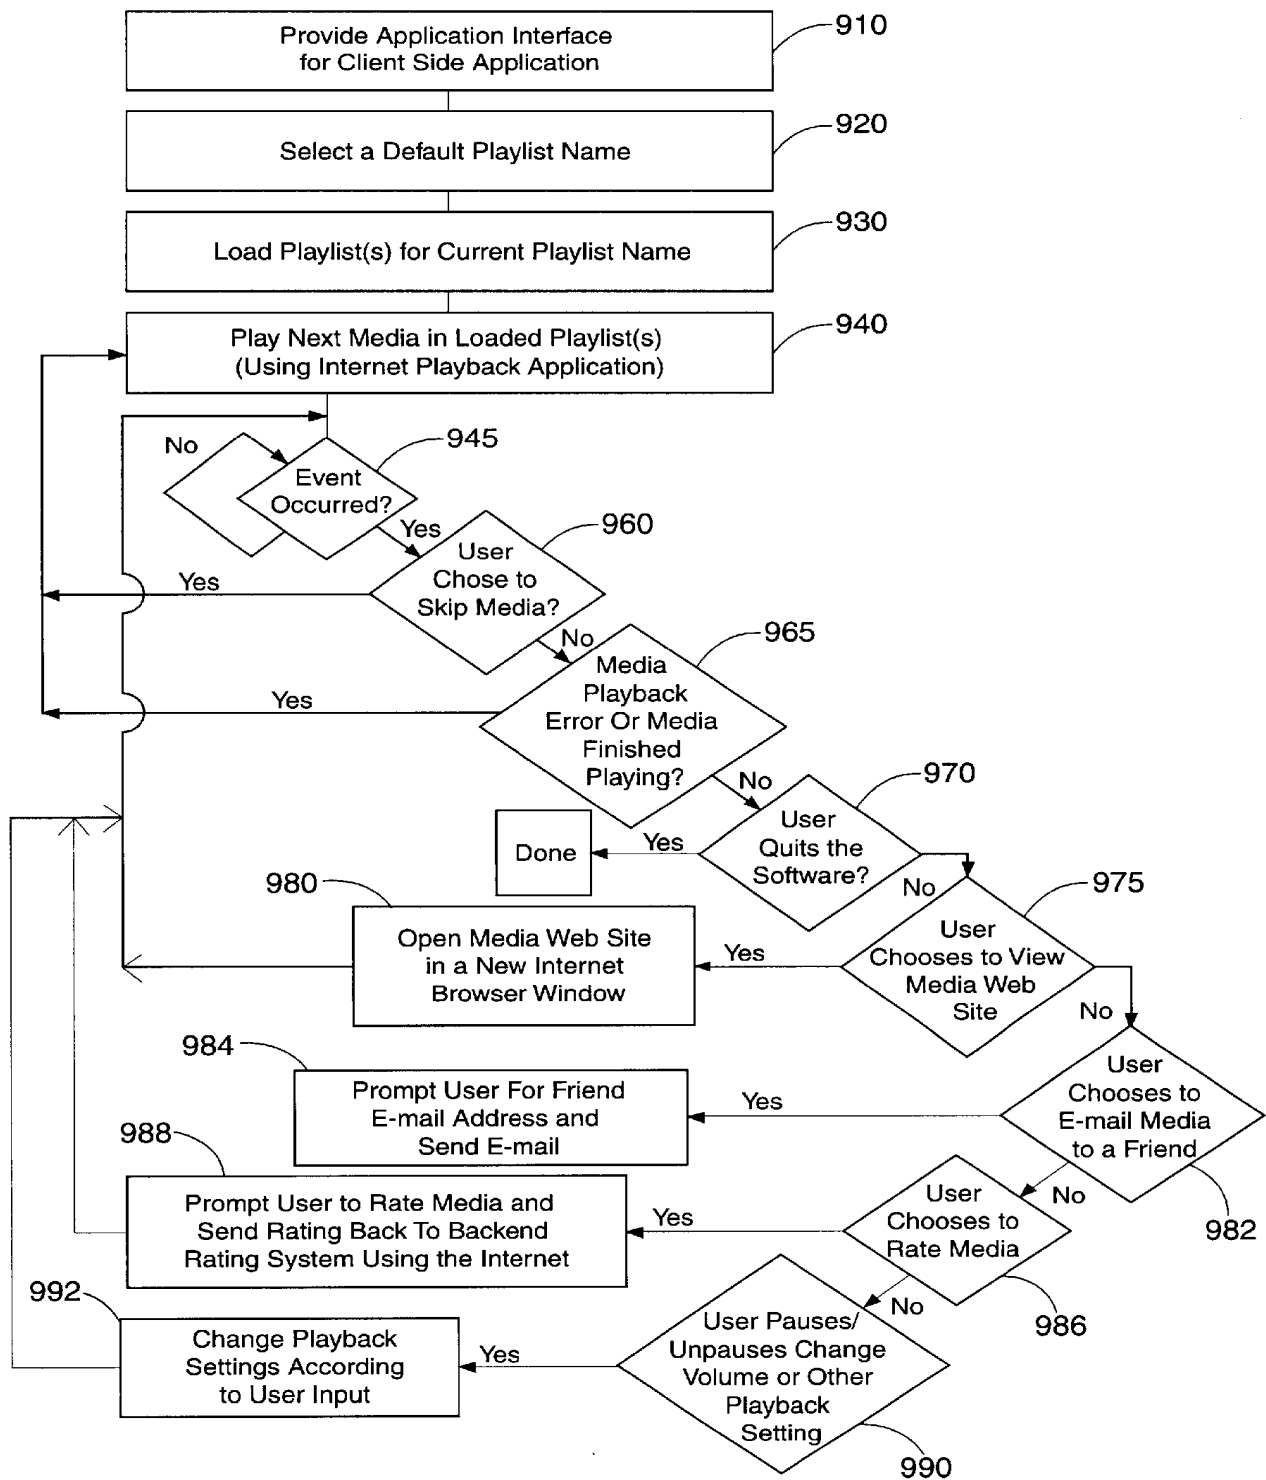 Provide Application Interface
for Client Side Application
910
Select a Default Playlist Name
920
Load Playlist(s) for Current Playlist Name
930
Play Next Media in Loaded Playlist(s)
(Using Internet Playback Application)
940
No
Event
Occurred?
945
Yes
User
Chose to
Skip Media?
960
Yes
No
Media
Playback
Error Or Media
Finished
Playing?
965
Yes
No
User
Quits the
Software?
970
Yes
Done
No
User
Chooses to View
Media Web
Site
975
Yes
Open Media Web Site
in a New Internet
Browser Window
980
No
User
Chooses to
E-mail Media
to a Friend
982
Yes
Prompt User For Friend
E-mail Address and
Send E-mail
984
No
User
Chooses to
Rate Media
986
Yes
Prompt User to Rate Media and
Send Rating Back To Backend
Rating System Using the Internet
988
No
User Pauses/
Unpauses Change
Volume or Other
Playback
Setting
990
Yes
Change Playback
Settings According
to User Input
992